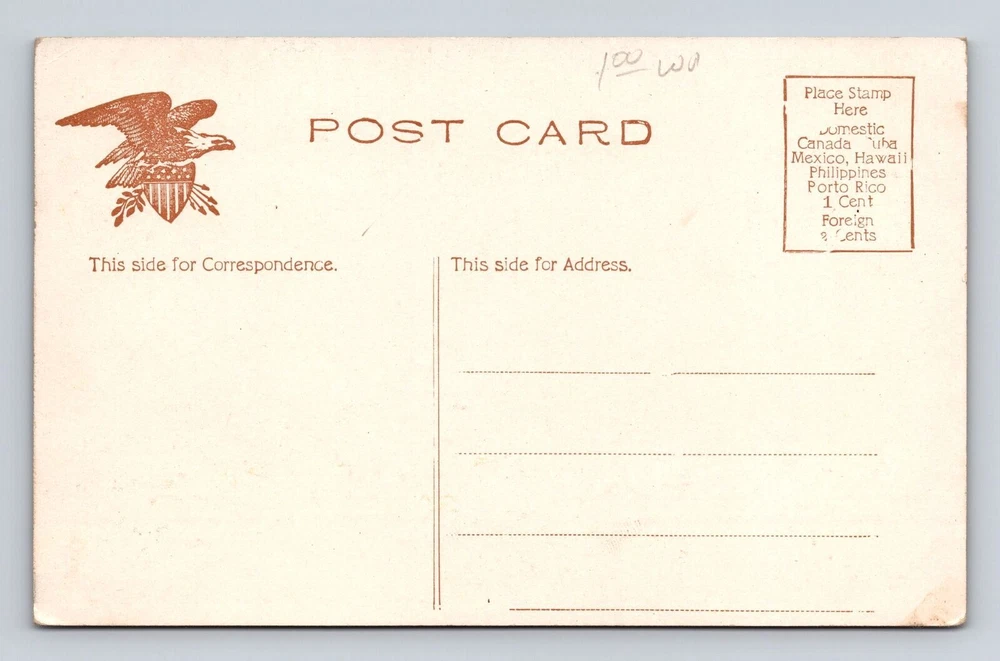 1.00
POST CARD
Place Stamp
Here
Domestic
Canada Cuba
Mexico, Hawaii
Philippines
Porto Rico
1 Cent
Foreign
2 Cents
This side for Correspondence.
This side for Address.